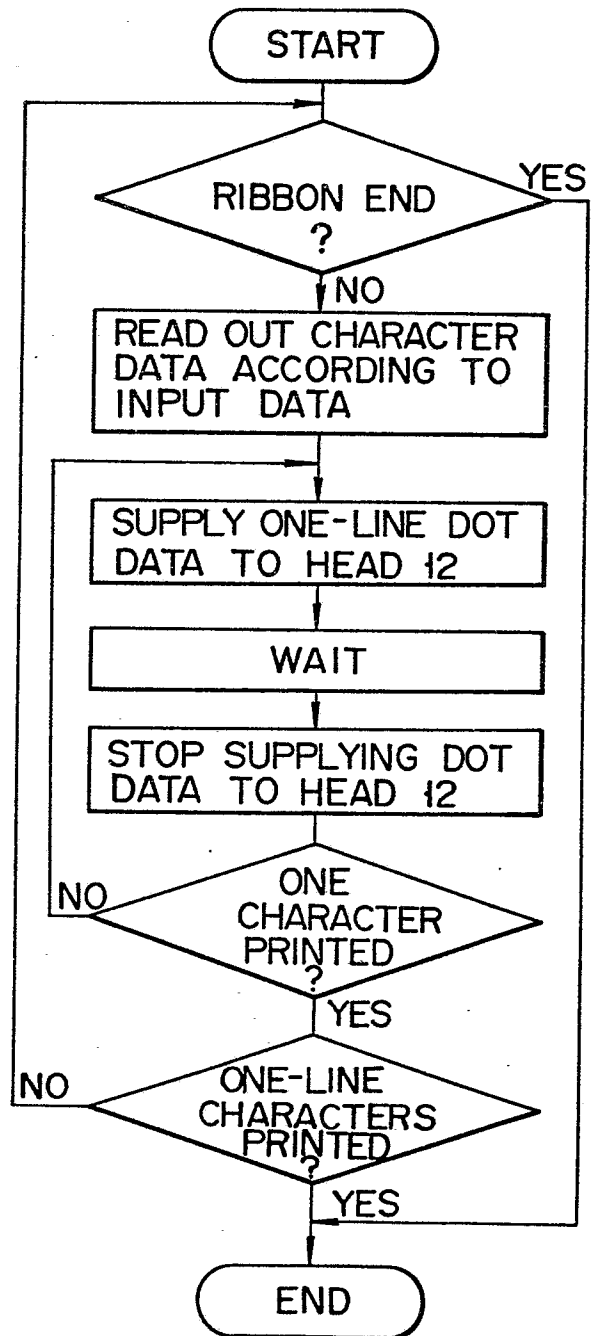 START
YES
RIBBON END
?
NO
READ OUT CHARACTER
DATA ACCORDING TO
INPUT DATA
SUPPLY ONE-LINE DOT
DATA TO HEAD 12
WAIT
STOP SUPPLYING DOT
DATA TO HEAD 12
NO
ONE
CHARACTER
PRINTED
?
YES
NO
ONE-LINE
CHARACTERS
PRINTED
?
YES
END